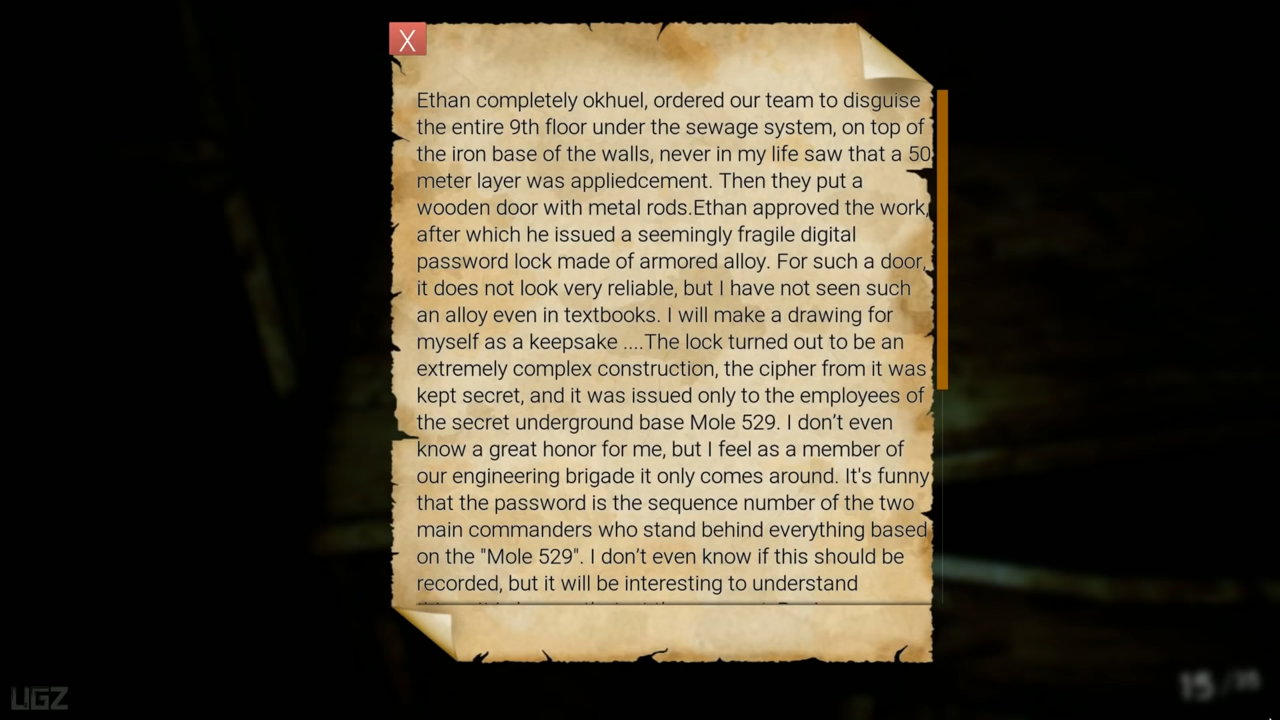 X
Ethan completely okhuel, ordered our team to disguise
the entire 9th floor under the sewage system, on top of
the iron base of the walls, never in my life saw that a 50
meter layer was appliedcement. Then they put a
wooden door with metal rods.Ethan approved the work,
after which he issued a seemingly fragile digital
password lock made of armored alloy. For such a door,
it does not look very reliable, but I have not seen such
an alloy even in textbooks. I will make a drawing for
myself as a keepsake ....The lock turned out to be an
extremely complex construction, the cipher from it was
kept secret, and it was issued only to the employees of
the secret underground base Mole 529. I don’t even
know a great honor for me, but I feel as a member of
our engineering brigade it only comes around. It's funny
that the password is the sequence number of the two
main commanders who stand behind everything based
on the "Mole 529". I don’t even know if this should be
recorded, but it will be interesting to understand
UGZ
15/35